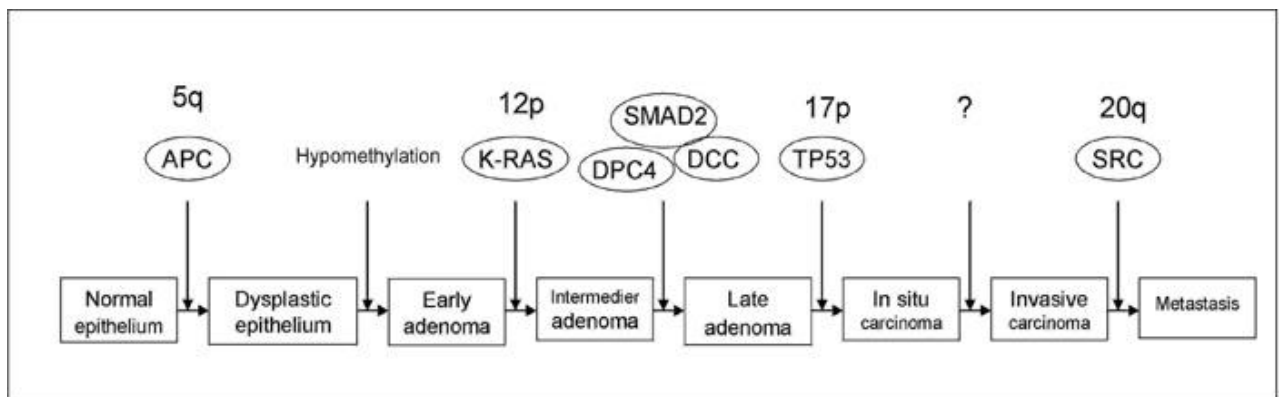 5q
12p
SMAD2
17p
?
20q
APC
Hypomethylation
K-RAS
DPC4
DCC
TP53
SRC
Normal
epithelium
Dysplastic
epithelium
Early
adenoma
Intermedier
adenoma
Late
adenoma
In situ
carcinoma
Invasive
carcinoma
Metastasis